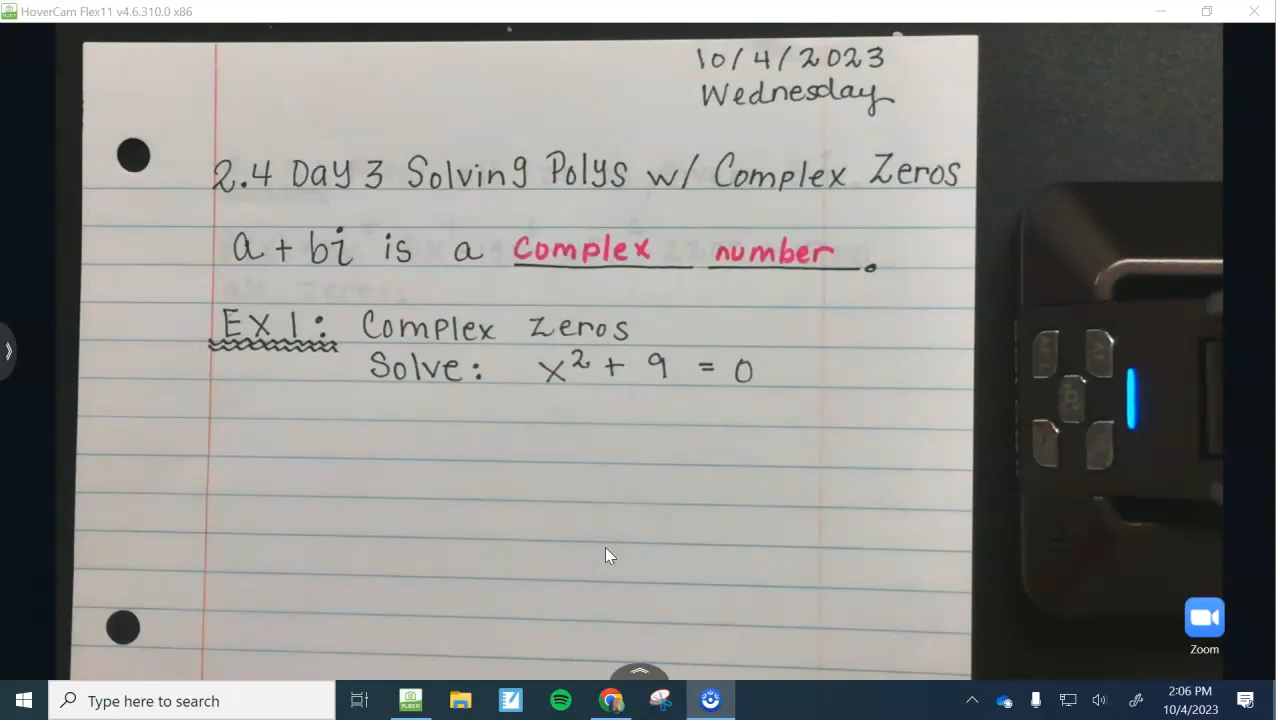 HoverCam Flex11 v4.6.310.0 x86
10/4/2023
Wednesday
2.4 Day 3 Solving Polys w/ Complex Zeros
a + bi is a complex number.
EX 1: Complex Zeros
Solve: x² + 9 = 0
Zoom
FLEX11
Type here to search
2:06 PM
10/4/2023